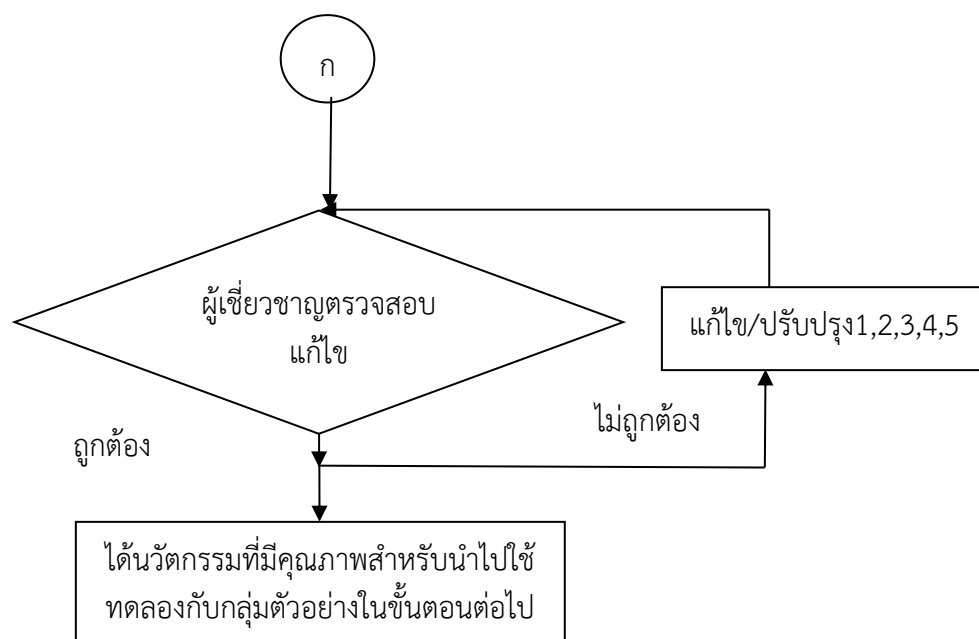 ก
ผู้เชี่ยวชาญตรวจสอบ
แก้ไข
แก้ไข/ปรับปรุง1,2,3,4,5
ไม่ถูกต้อง
ถูกต้อง
ได้นวัตกรรมที่มีคุณภาพสำหรับนำไปใช้
ทดลองกับกลุ่มตัวอย่างในขั้นตอนต่อไป